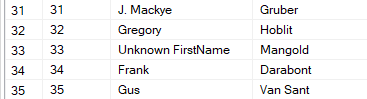 31 31 J. Mackye Gruber
32 32 Gregory Hoblit
33 33 Unknown FirstName Mangold
34 34 Frank Darabont
35 35 Gus Van Sant